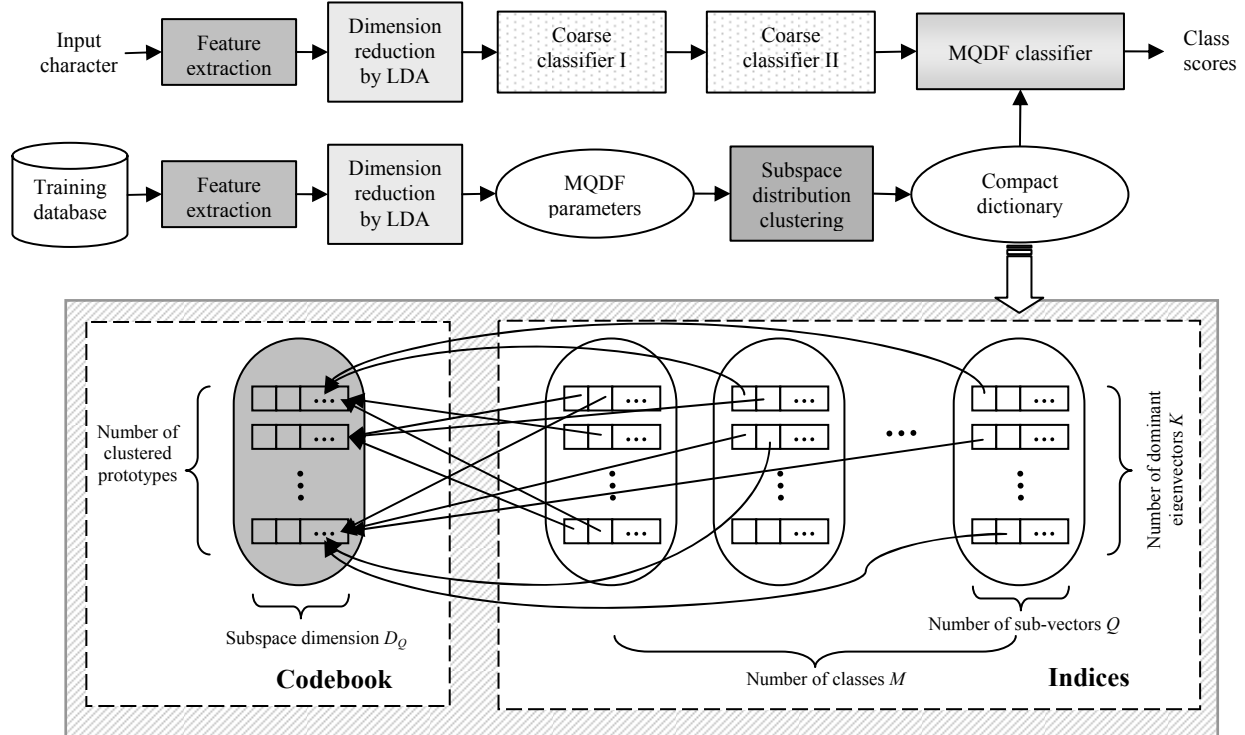 Input
character
Feature
extraction
Dimension
reduction
by LDA
Coarse
classifier I
Coarse
classifier II
MQDF classifier
Class
scores
Training
database
Feature
extraction
Dimension
reduction
by LDA
MQDF
parameters
Subspace
distribution
clustering
Compact
dictionary
Number of
clustered
prototypes
...
...
...
...
...
...
...
...
...
...
...
...
...
Number of dominant
eigenvectors K
Subspace dimension DQ
Number of sub-vectors Q
Number of classes M
Codebook
Indices